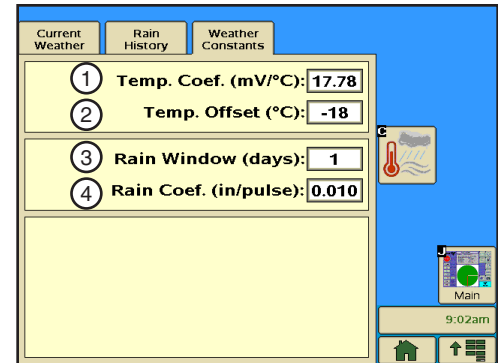 Current Weather
Rain History
Weather Constants
1 Temp. Coef. (mV/°C): 17.78
2 Temp. Offset (°C): -18
3 Rain Window (days): 1
4 Rain Coef. (in/pulse): 0.010
C
J
Main
9:02am